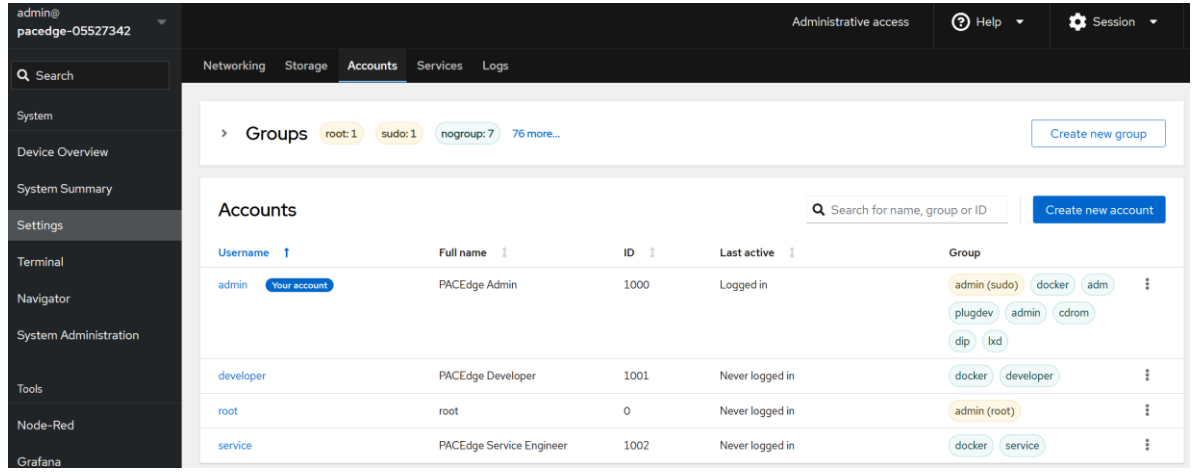 admin@
pacedge-05527342
Administrative access
Help
Session
Search
Networking Storage Accounts Services Logs
System
Device Overview
System Summary
Settings
Terminal
Navigator
System Administration
Tools
Node-Red
Grafana
Groups root: 1 sudo: 1 nogroup: 7 76 more...
Create new group
Accounts
Search for name, group or ID
Create new account
Username Full name ID Last active Group
admin Your account PACEdge Admin 1000 Logged in admin (sudo) docker adm
plugdev admin cdrom
dip lxd
developer PACEdge Developer 1001 Never logged in docker developer
root root 0 Never logged in admin (root)
service PACEdge Service Engineer 1002 Never logged in docker service